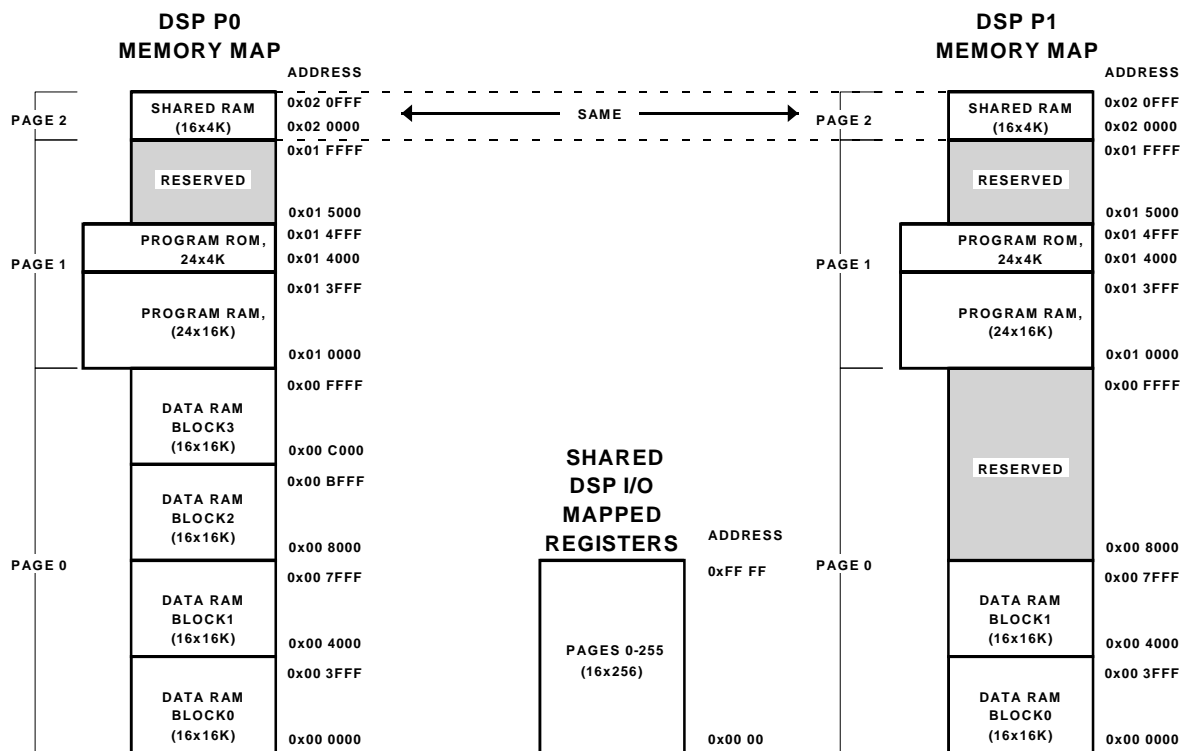 DSP P0
MEMORY MAP
ADDRESS
PAGE 2
SHARED RAM
(16x4K)
0x02 0FFF
0x02 0000
RESERVED
0x01 FFFF
0x01 5000
PAGE 1
PROGRAM ROM,
24x4K
0x01 4FFF
0x01 4000
PROGRAM RAM,
(24x16K)
0x01 3FFF
0x01 0000
PAGE 0
DATA RAM
BLOCK3
(16x16K)
0x00 FFFF
0x00 C000
DATA RAM
BLOCK2
(16x16K)
0x00 BFFF
0x00 8000
DATA RAM
BLOCK1
(16x16K)
0x00 7FFF
0x00 4000
DATA RAM
BLOCK0
(16x16K)
0x00 3FFF
0x00 0000
SAME
SHARED
DSP I/O
MAPPED
REGISTERS
ADDRESS
0xFF FF
PAGES 0-255
(16x256)
0x00 00
DSP P1
MEMORY MAP
ADDRESS
PAGE 2
SHARED RAM
(16x4K)
0x02 0FFF
0x02 0000
RESERVED
0x01 FFFF
0x01 5000
PAGE 1
PROGRAM ROM,
24x4K
0x01 4FFF
0x01 4000
PROGRAM RAM,
(24x16K)
0x01 3FFF
0x01 0000
PAGE 0
RESERVED
0x00 FFFF
0x00 8000
DATA RAM
BLOCK1
(16x16K)
0x00 7FFF
0x00 4000
DATA RAM
BLOCK0
(16x16K)
0x00 3FFF
0x00 0000